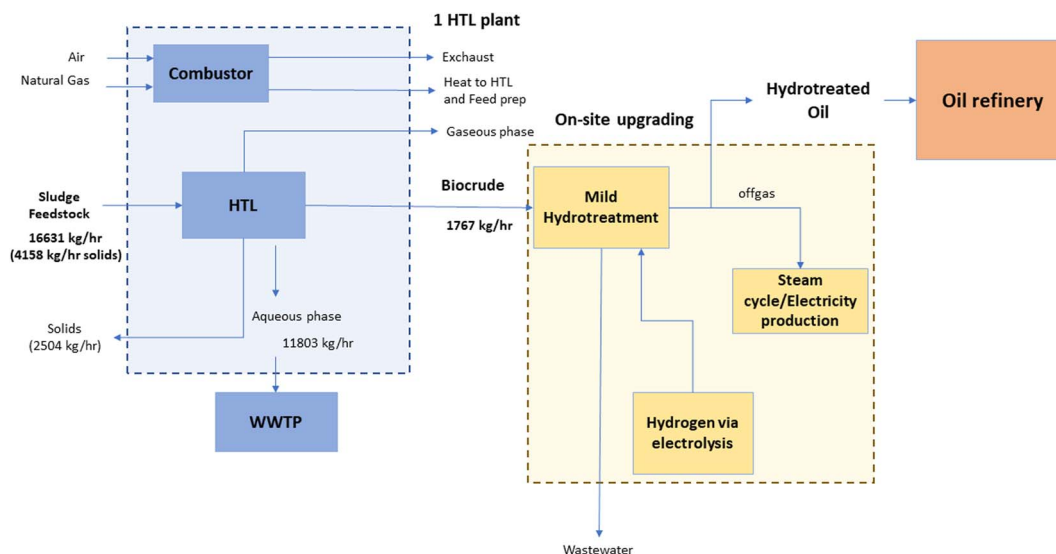 1 HTL plant
Air
Natural Gas
Combustor
Exchaust
Heat to HTL
and Feed prep
Gaseous phase
Sludge
Feedstock
16631 kg/hr
(4158 kg/hr solids)
HTL
Biocrude
1767 kg/hr
Solids
(2504 kg/hr)
Aqueous phase
11803 kg/hr
WWTP
On-site upgrading
Mild
Hydrotreatment
offgas
Hydrotreated
Oil
Oil refinery
Steam
cycle/Electricity
production
Hydrogen via
electrolysis
Wastewater